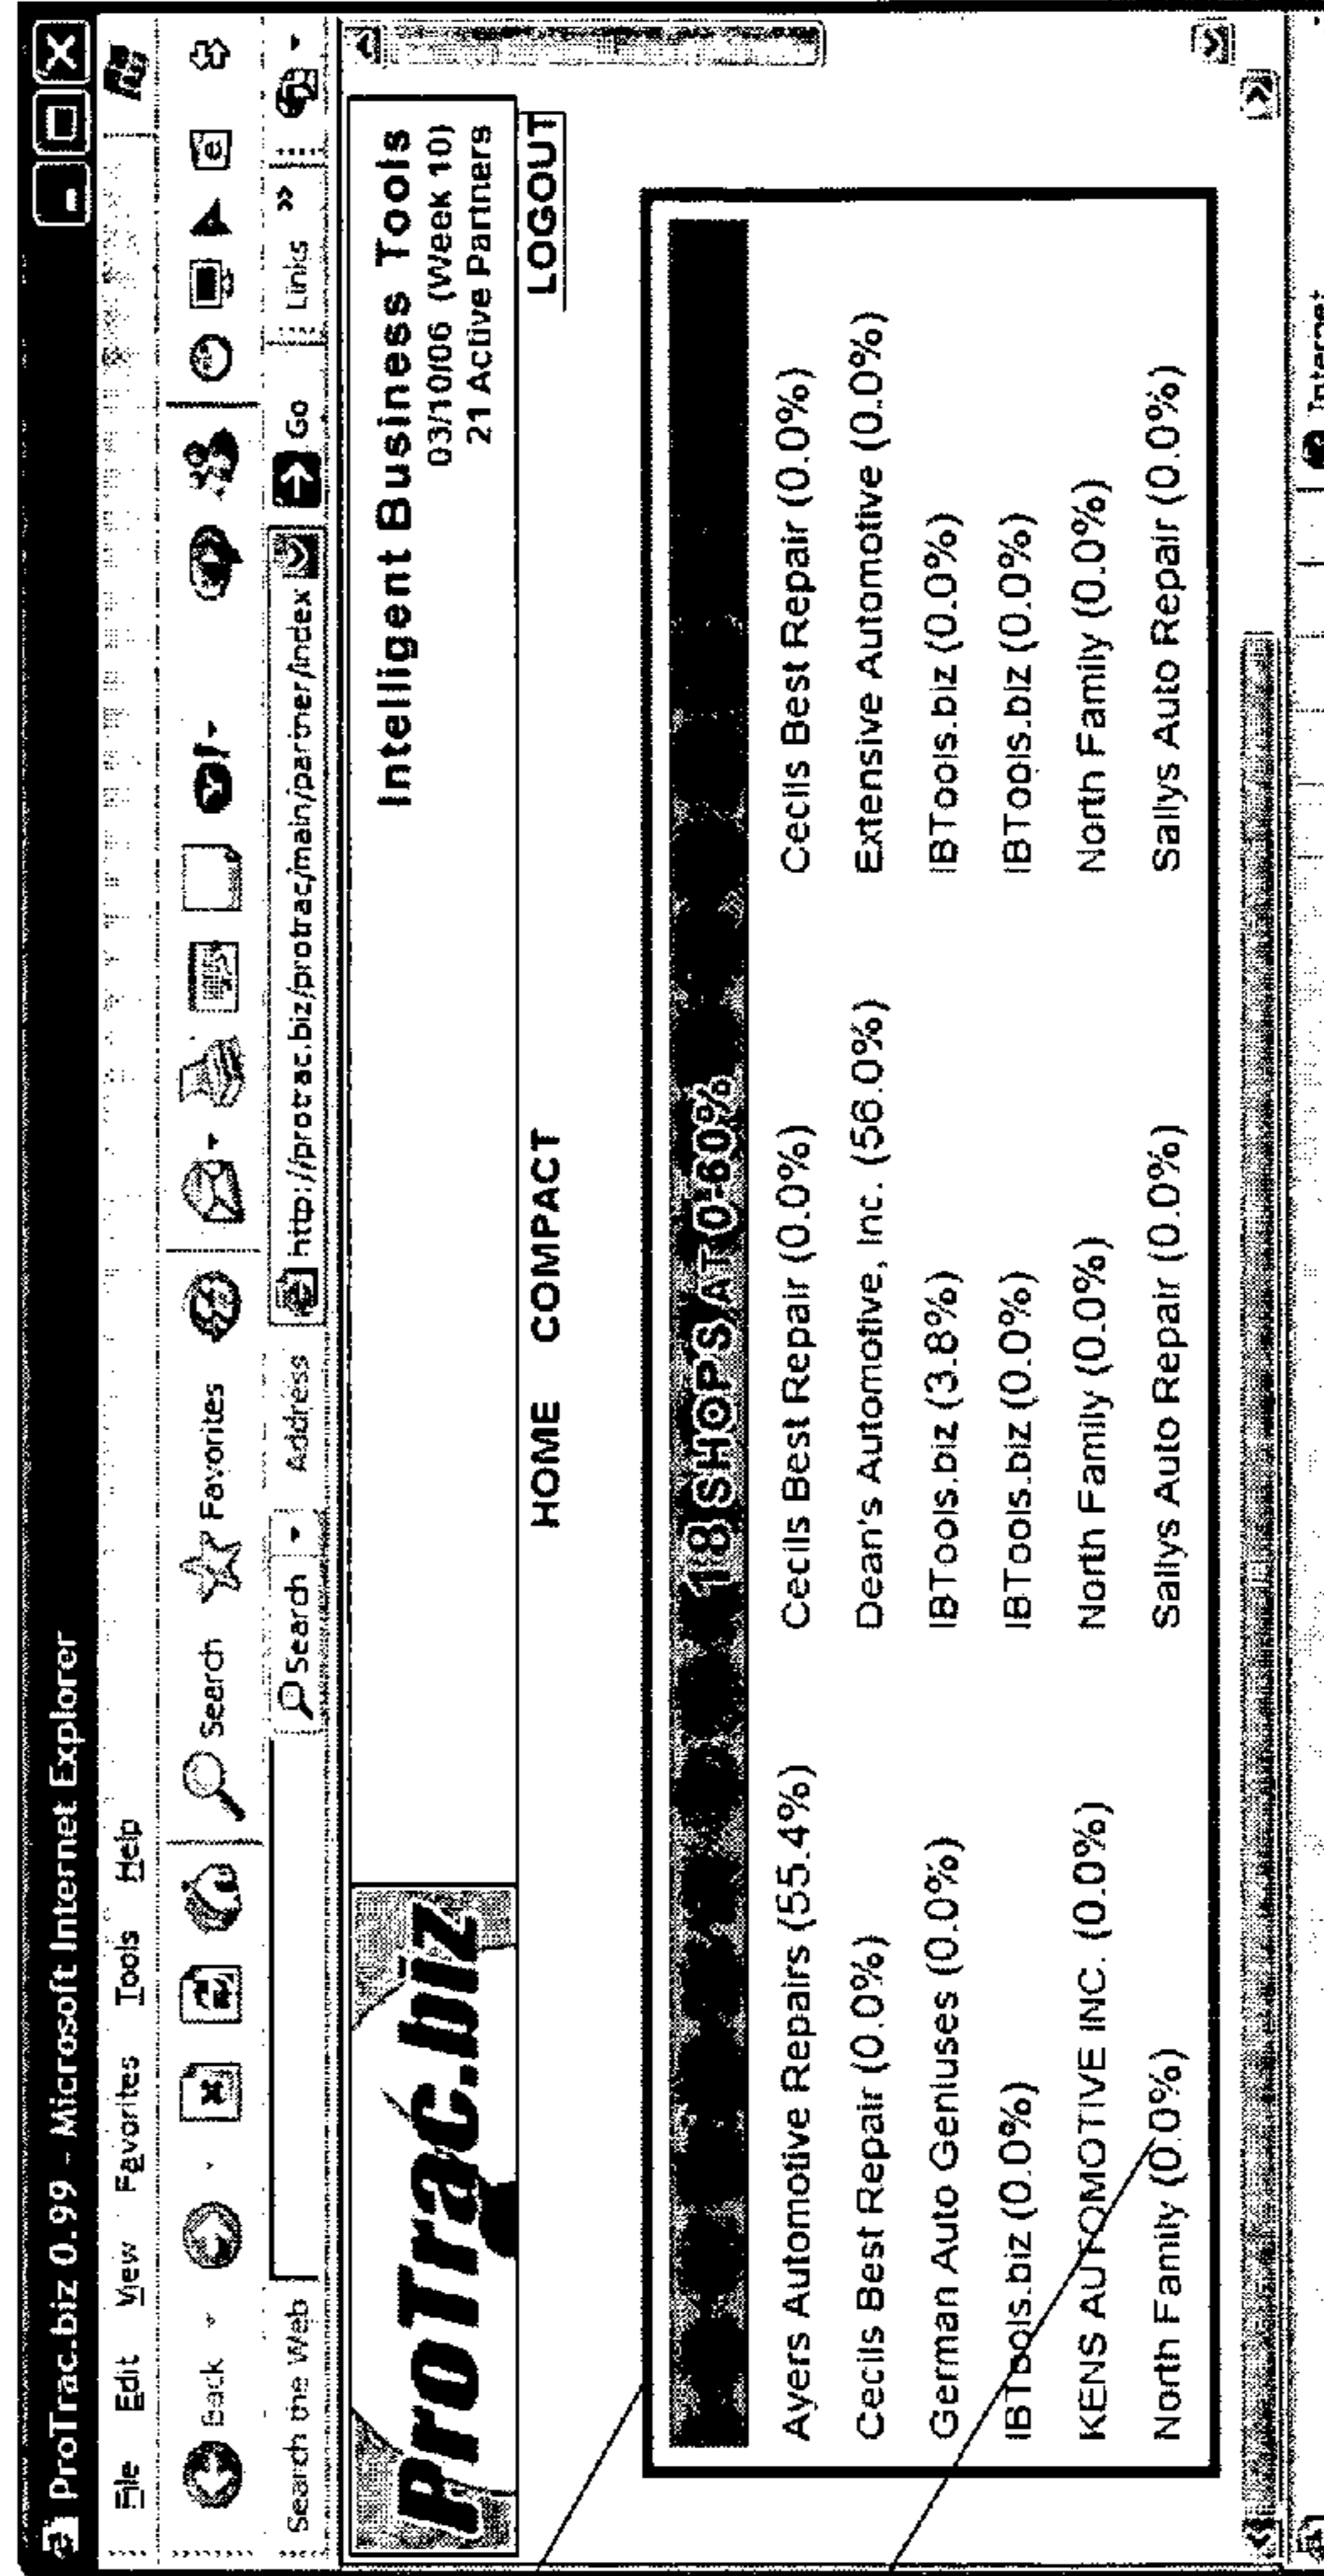 ProTrac.biz 0.99 - Microsoft Internet Explorer
File Edit View Favorites Tools Help
Back Search Favorites
Search the Web Search Address http://protrac.biz/protrac/main/partner/index Go Links »
ProTrac.biz
Intelligent Business Tools
03/10/06 (Week 10)
21 Active Partners
HOME COMPACT LOGOUT
18 SHOPS AT 0-60%
Ayers Automotive Repairs (55.4%) Cecils Best Repair (0.0%) Cecils Best Repair (0.0%)
Cecils Best Repair (0.0%) Dean's Automotive, Inc. (56.0%) Extensive Automotive (0.0%)
German Auto Geniuses (0.0%) IBTools.biz (3.8%) IBTools.biz (0.0%)
IBTools.biz (0.0%) IBTools.biz (0.0%) IBTools.biz (0.0%)
KENS AUTOMOTIVE INC. (0.0%) North Family (0.0%) North Family (0.0%)
North Family (0.0%) Sallys Auto Repair (0.0%) Sallys Auto Repair (0.0%)
Internet